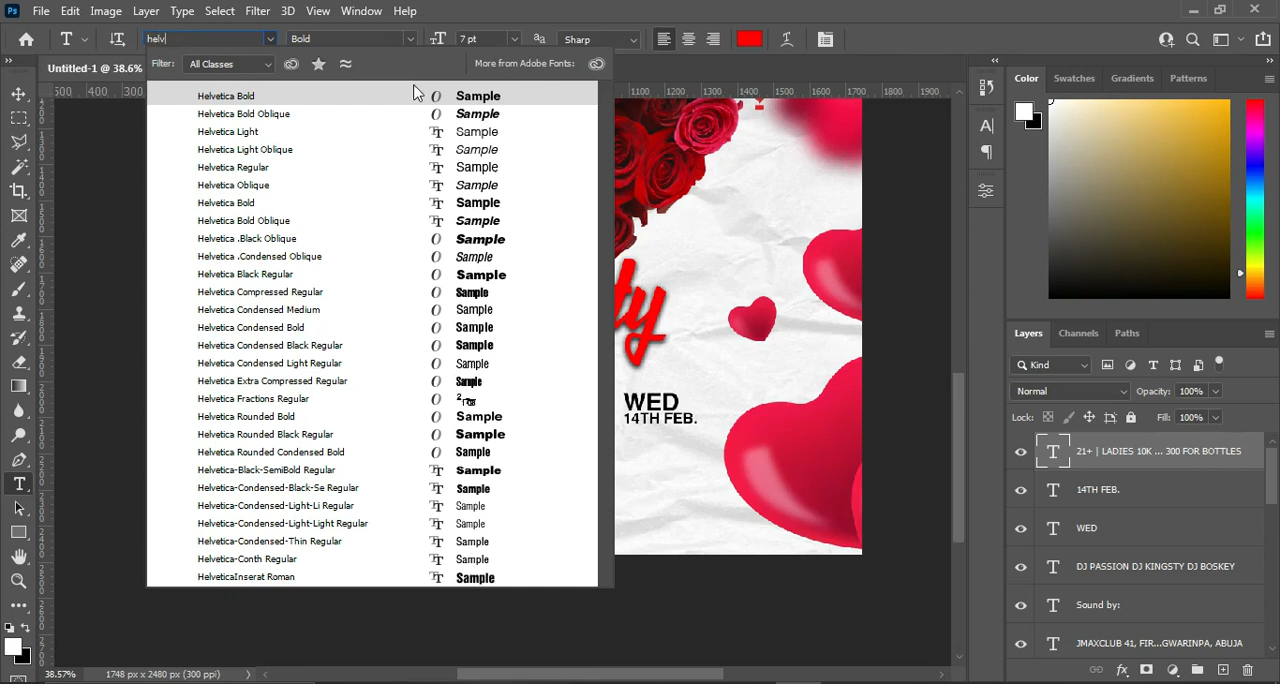 Ps File Edit Image Layer Type Select Filter 3D View Window Help
helv Bold 7 pt Sharp
Untitled-1 @ 38.6%
Filter: All Classes More from Adobe Fonts:
Helvetica Bold Sample
Helvetica Bold Oblique Sample
Helvetica Light Sample
Helvetica Light Oblique Sample
Helvetica Regular Sample
Helvetica Oblique Sample
Helvetica Bold Sample
Helvetica Bold Oblique Sample
Helvetica .Black Oblique Sample
Helvetica .Condensed Oblique Sample
Helvetica Black Regular Sample
Helvetica Compressed Regular Sample
Helvetica Condensed Medium Sample
Helvetica Condensed Bold Sample
Helvetica Condensed Black Regular Sample
Helvetica Condensed Light Regular Sample
Helvetica Extra Compressed Regular Sample
Helvetica Fractions Regular
Helvetica Rounded Bold Sample
Helvetica Rounded Black Regular Sample
Helvetica Rounded Condensed Bold Sample
Helvetica-Black-SemiBold Regular Sample
Helvetica-Condensed-Black-Se Regular Sample
Helvetica-Condensed-Light-Li Regular Sample
Helvetica-Condensed-Light-Light Regular Sample
Helvetica-Condensed-Thin Regular Sample
Helvetica-Conth Regular Sample
HelveticaInserat Roman Sample
500 400 300 1100 1200 1300 1400 1500 1600 1700 1800 1900
ty
WED
14TH FEB.
Color Swatches Gradients Patterns
Layers Channels Paths
Kind
Normal Opacity: 100%
Lock: Fill: 100%
21+ | LADIES 10K ... 300 FOR BOTTLES
14TH FEB.
WED
DJ PASSION DJ KINGSTY DJ BOSKEY
Sound by:
JMAXCLUB 41, FIR...GWARINPA, ABUJA
38.57% 1748 px x 2480 px (300 ppi)